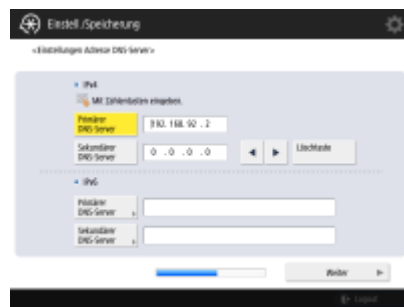 Einstell./Speicherung
<Einstellungen Adresse DNS-Server>
IPv4
Mit Zahlentasten eingeben.
Primärer
DNS-Server
192. 168. 92 . 2
Sekundärer
DNS-Server
0 . 0 . 0 . 0
◀ ▶ Löschtaste
IPv6
Primärer
DNS-Server
Sekundärer
DNS-Server
Weiter
Logout